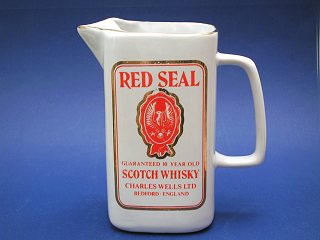 RED SEAL
GUARANTEED 10 YEAR OLD
SCOTCH WHISKY
CHARLES WELLS LTD
BEDFORD · ENGLAND